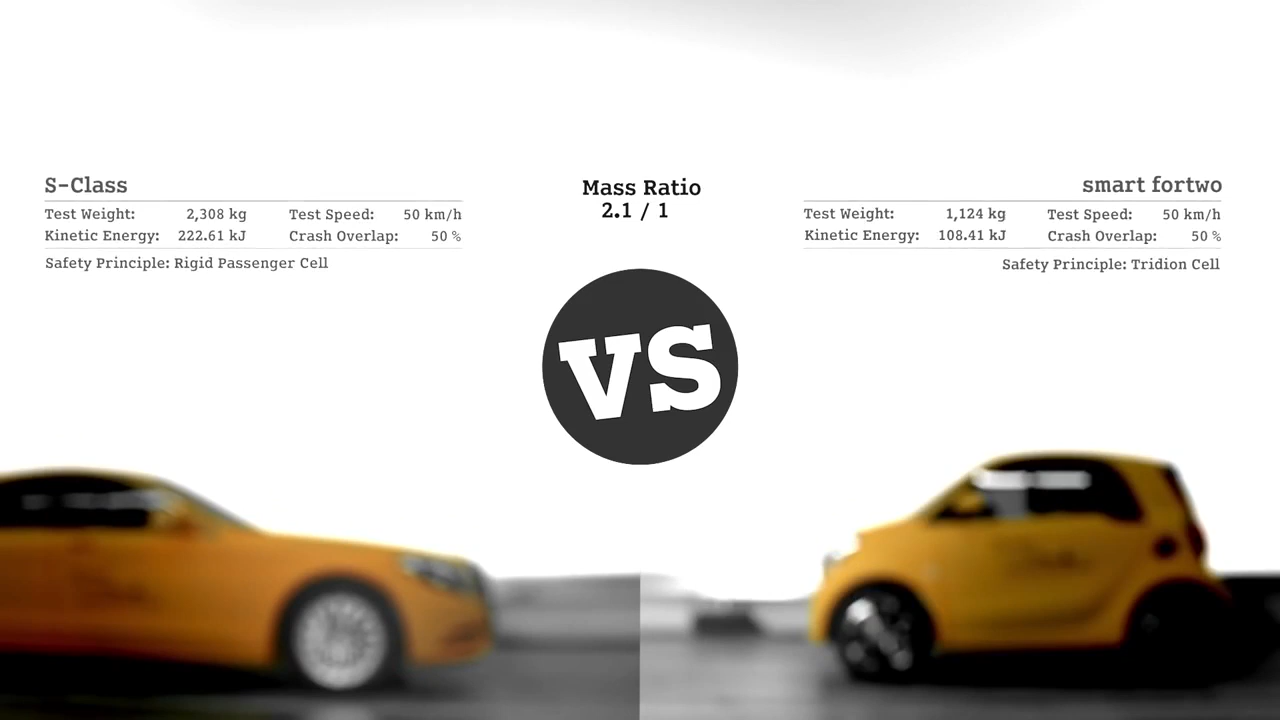 S-Class
Test Weight: 2,308 kg Test Speed: 50 km/h
Kinetic Energy: 222.61 kJ Crash Overlap: 50 %
Safety Principle: Rigid Passenger Cell
Mass Ratio
2.1 / 1
smart fortwo
Test Weight: 1,124 kg Test Speed: 50 km/h
Kinetic Energy: 108.41 kJ Crash Overlap: 50 %
Safety Principle: Tridion Cell
VS